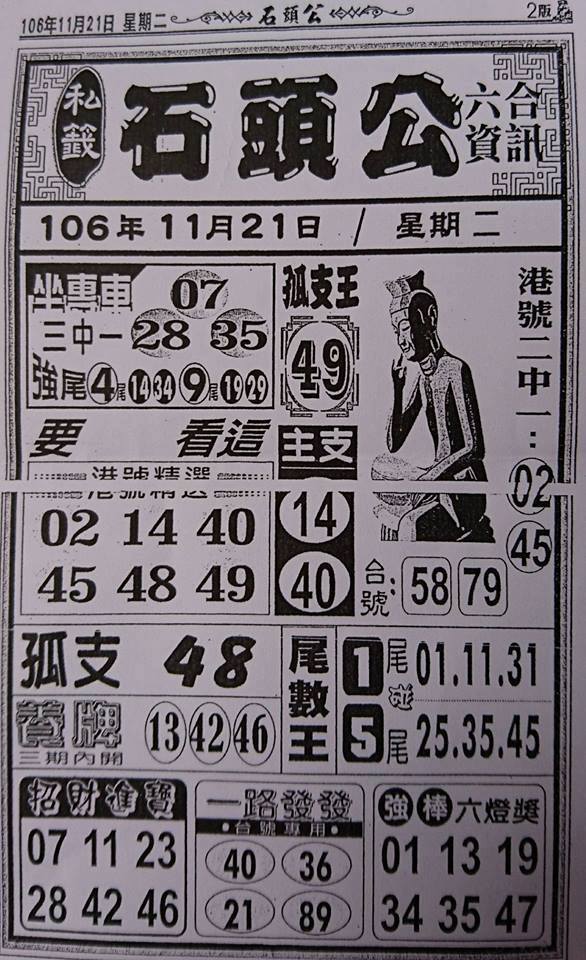 106年11月21日 星期二
石頭公
2版
私籤
石頭公
六合資訊
106年11月21日 / 星期二
坐專車 07
三中一 28 35
強尾 4尾 14 34 9尾 19 29
孤支王
49
港號二中一:
02
45
要 看這
港號精選
02 14 40
45 48 49
主支
14
40
台號: 58 79
孤支 48
養牌
三期內開
13 42 46
尾數王
1尾 01.11.31
碰
5尾 25.35.45
招財進寶
07 11 23
28 42 46
一路發發
•台號專用•
40 36
21 89
強棒六燈獎
01 13 19
34 35 47